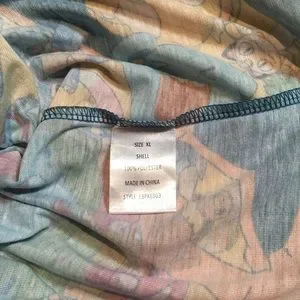 SIZE XL
SHELL
100% POLYESTER
MADE IN CHINA
STYLE